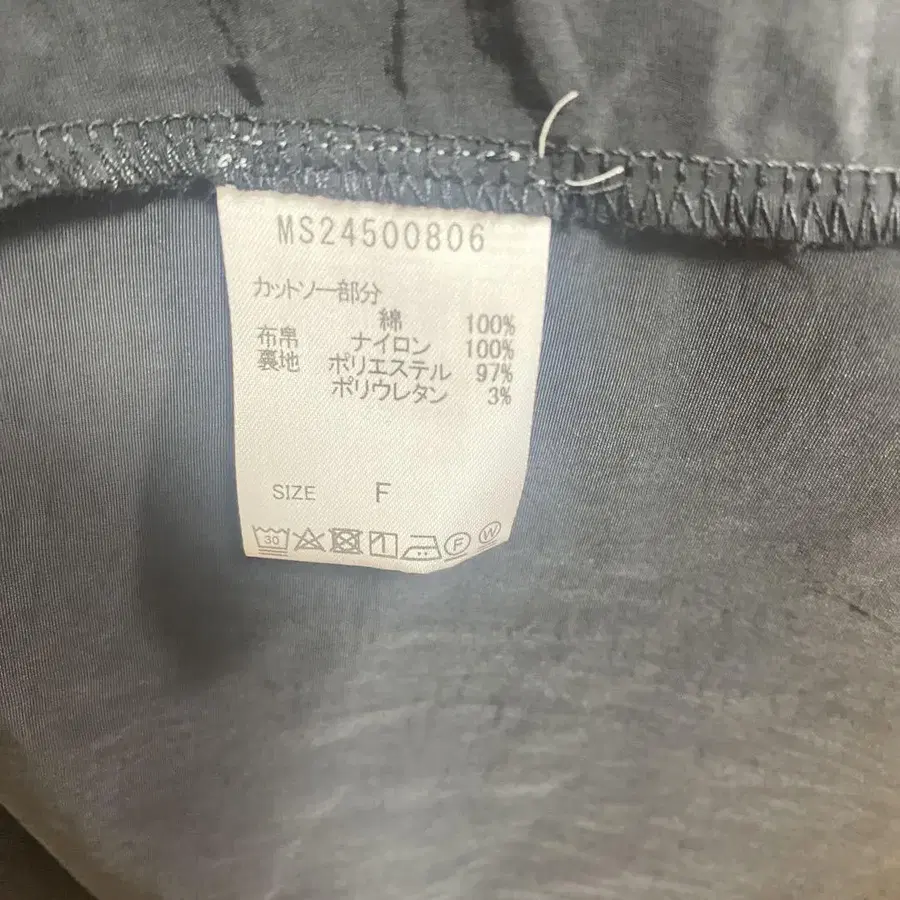 MS24500806
カットソー部分
綿 100%
布帛 ナイロン 100%
裏地 ポリエステル 97%
ポリウレタン 3%
SIZE F
30 F W